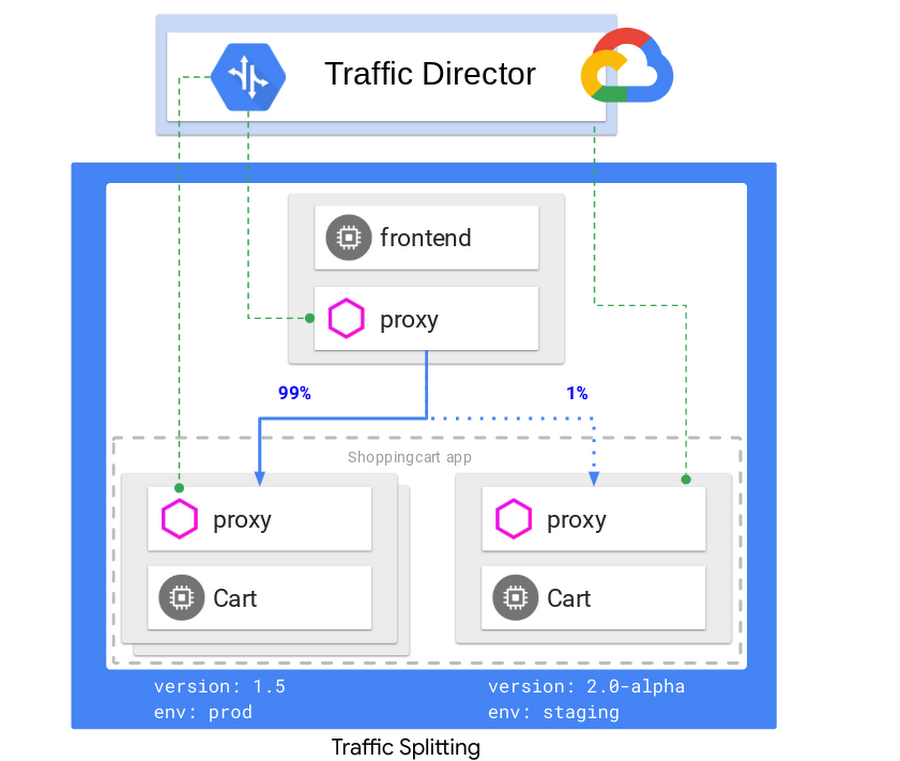 Traffic Director
frontend
proxy
99%
1%
Shoppingcart app
proxy
proxy
Cart
Cart
version: 1.5
env: prod
version: 2.0-alpha
env: staging
Traffic Splitting